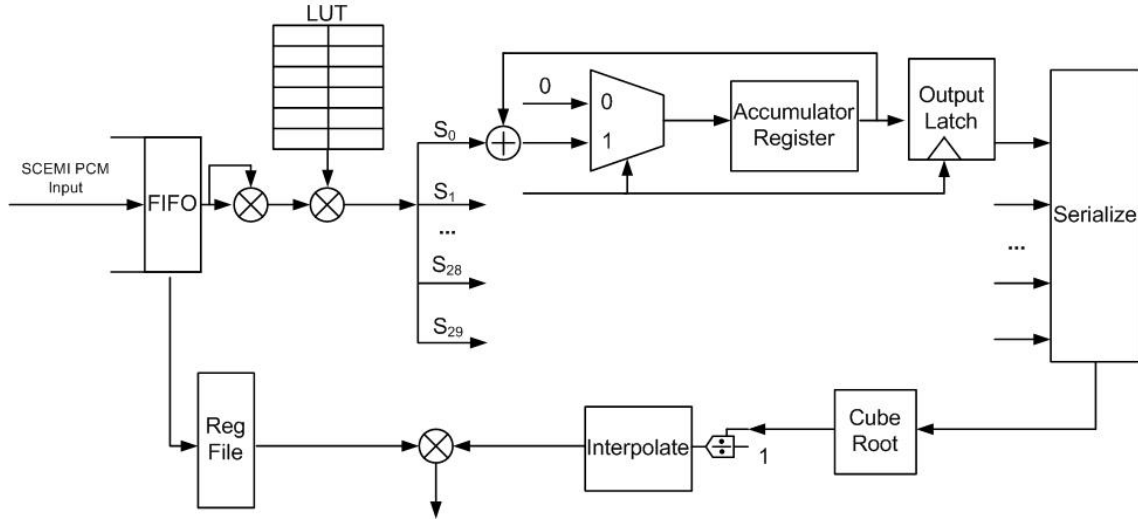 LUT
SCEMI PCM
Input
FIFO
S0
S1
...
S28
S29
0
0
1
Accumulator
Register
Output
Latch
...
Serialize
Reg
File
Interpolate
÷
1
Cube
Root